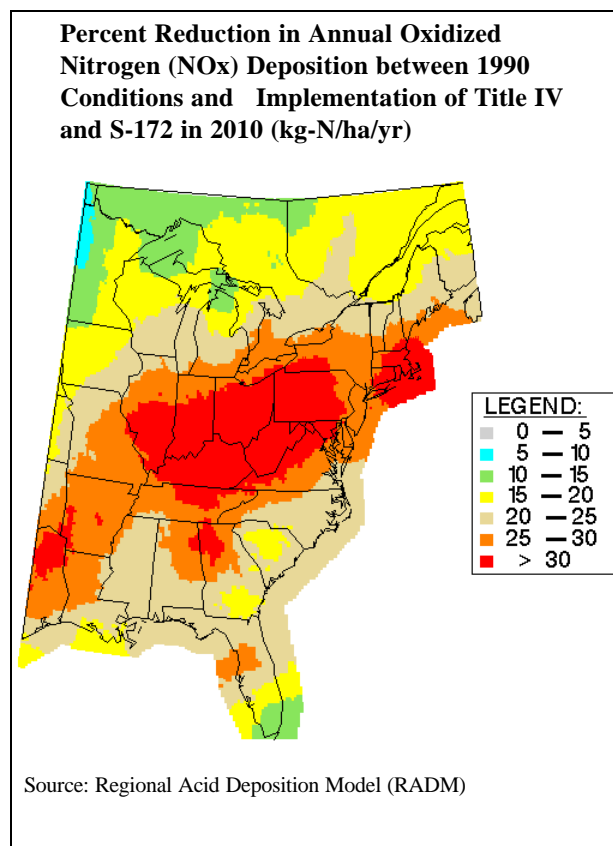 Percent Reduction in Annual Oxidized
Nitrogen (NOx) Deposition between 1990
Conditions and Implementation of Title IV
and S-172 in 2010 (kg-N/ha/yr)
LEGEND:
0 — 5
5 — 10
10 — 15
15 — 20
20 — 25
25 — 30
> 30
Source: Regional Acid Deposition Model (RADM)